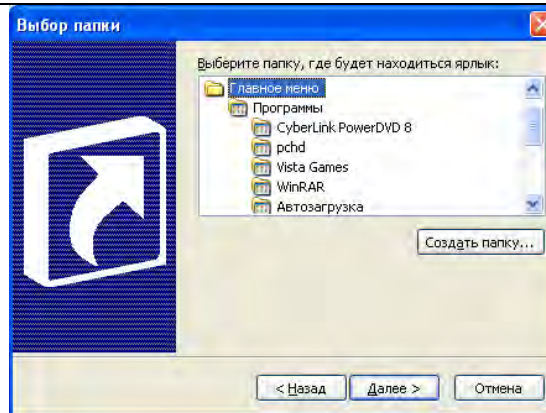 Выбор папки
Выберите папку, где будет находиться ярлык:
Главное меню
Программы
CyberLink PowerDVD 8
pchd
Vista Games
WinRAR
Автозагрузка
Создать папку...
< Назад
Далее >
Отмена